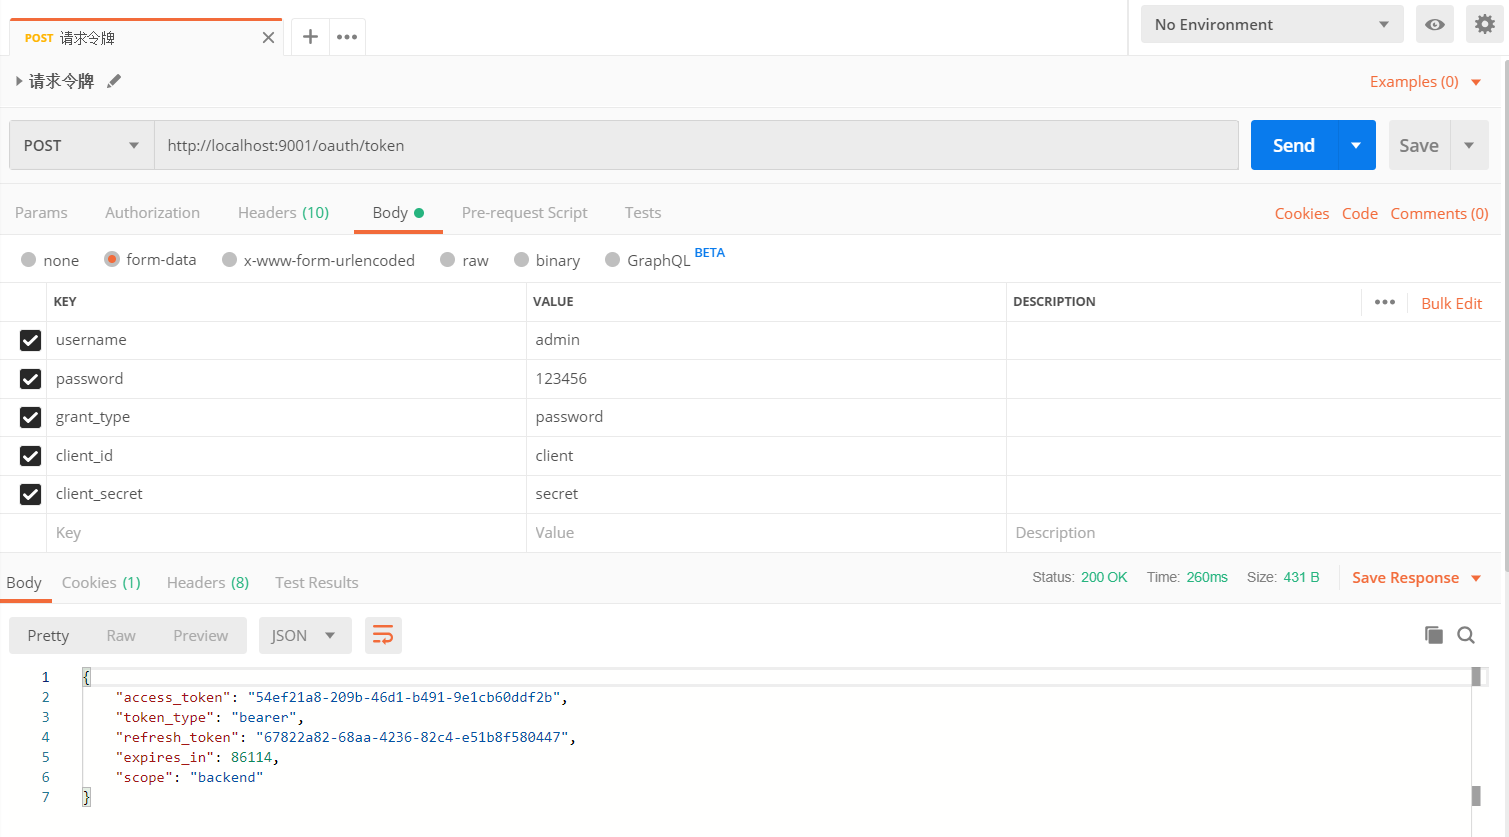 POST 请求令牌
No Environment
请求令牌
Examples (0)
POST http://localhost:9001/oauth/token Send Save
Params Authorization Headers (10) Body Pre-request Script Tests Cookies Code Comments (0)
none form-data x-www-form-urlencoded raw binary GraphQL BETA
KEY VALUE DESCRIPTION ••• Bulk Edit
username admin
password 123456
grant_type password
client_id client
client_secret secret
Key Value Description
Body Cookies (1) Headers (8) Test Results Status: 200 OK Time: 260ms Size: 431 B Save Response
Pretty Raw Preview JSON
1 {
2 "access_token": "54ef21a8-209b-46d1-b491-9e1cb60ddf2b",
3 "token_type": "bearer",
4 "refresh_token": "67822a82-68aa-4236-82c4-e51b8f580447",
5 "expires_in": 86114,
6 "scope": "backend"
7 }